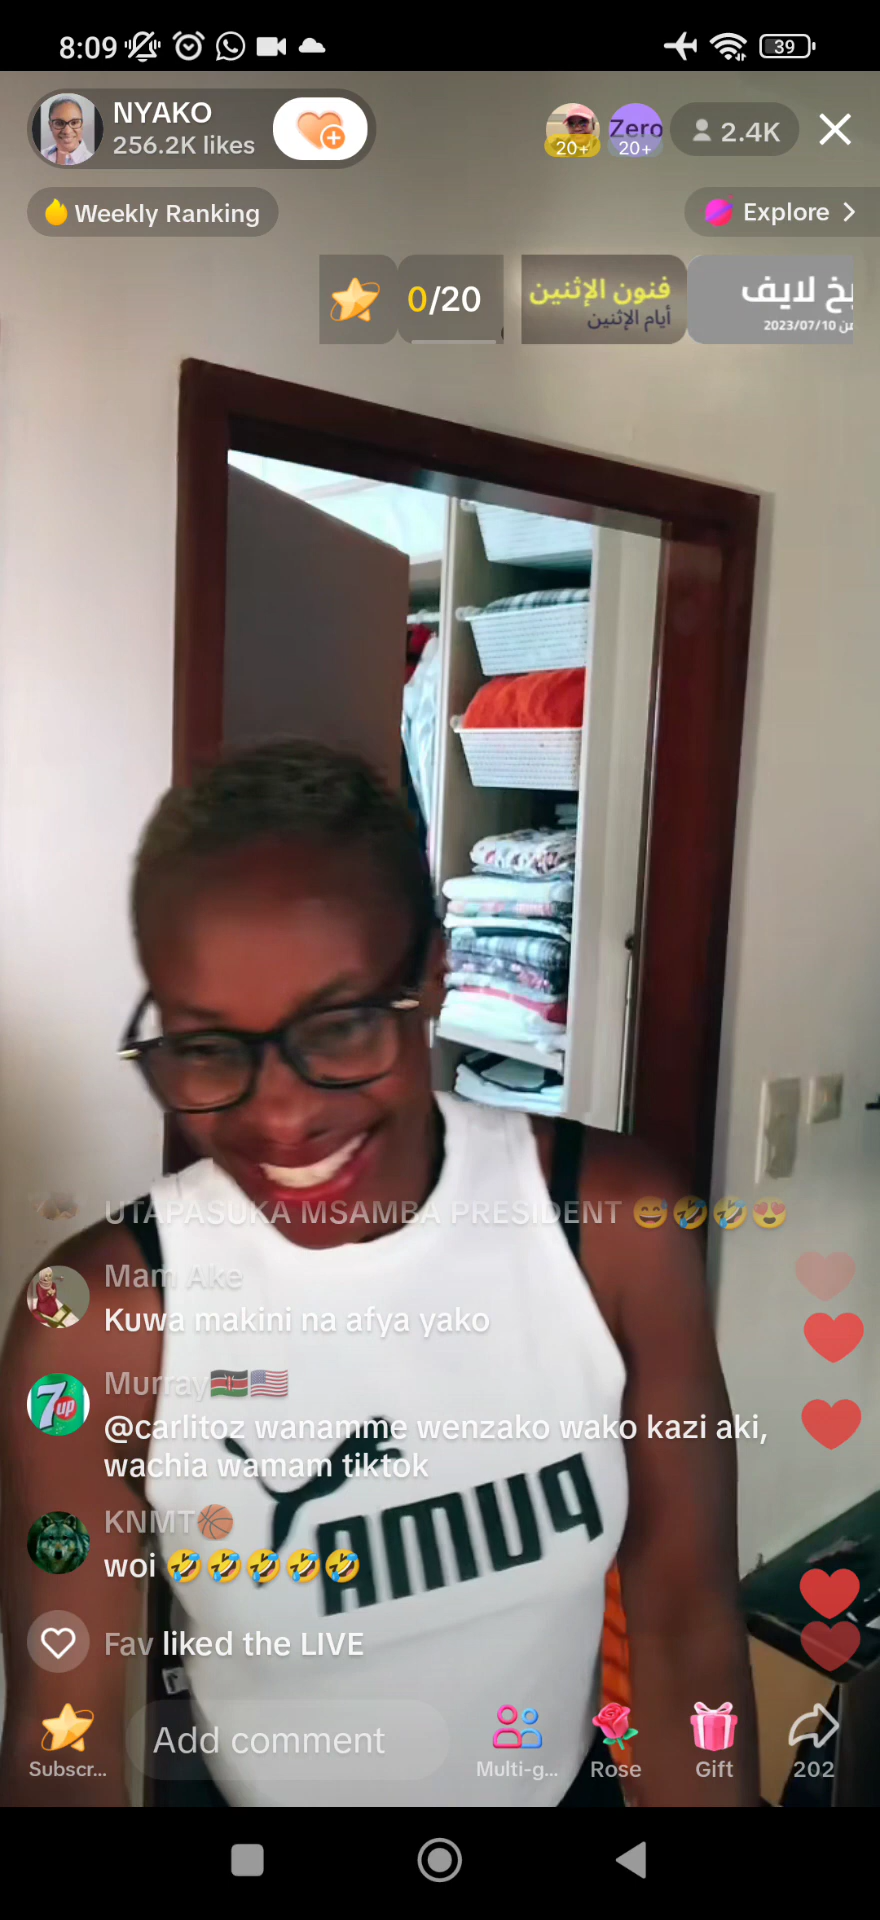 8:09
39
NYAKO
256.2K likes
20+
Zero
20+
2.4K
Weekly Ranking
Explore
0/20
فنون الإثنين
أيام الإثنين
لايف
2023/07/10
UTAPASUKA MSAMBA PRESIDENT 😅🤣🤣😍
Mam Ake
Kuwa makini na afya yako
Murray🇰🇪🇺🇸
7up
@carlitoz wanamme wenzako wako kazi aki,
wachia wamam tiktok
KNMT🏀
woi 🤣🤣🤣🤣🤣
PUMA
Fav liked the LIVE
Add comment
Subscr...
Multi-g...
Rose
Gift
202